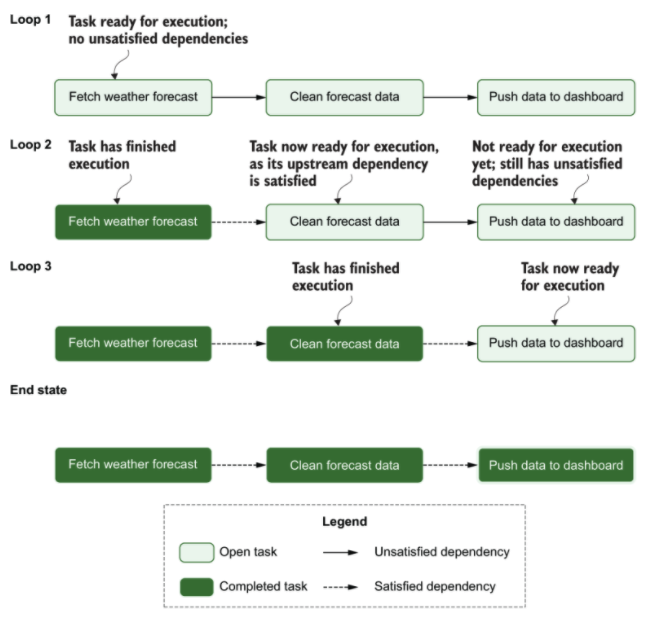 Loop 1
Task ready for execution;
no unsatisfied dependencies
Fetch weather forecast
Clean forecast data
Push data to dashboard
Loop 2
Task has finished
execution
Task now ready for execution,
as its upstream dependency
is satisfied
Not ready for execution
yet; still has unsatisfied
dependencies
Fetch weather forecast
Clean forecast data
Push data to dashboard
Loop 3
Task has finished
execution
Task now ready
for execution
Fetch weather forecast
Clean forecast data
Push data to dashboard
End state
Fetch weather forecast
Clean forecast data
Push data to dashboard
Legend
Open task
Unsatisfied dependency
Completed task
Satisfied dependency